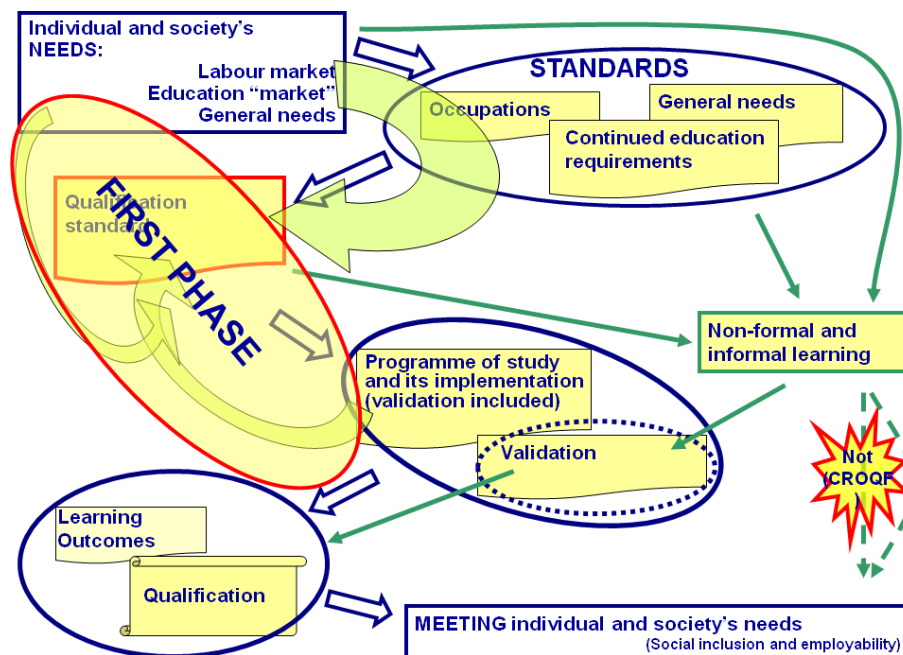 Individual and society's
NEEDS:
Labour market
Education “market”
General needs
STANDARDS
Occupations
General needs
Continued education
requirements
Qualification
standard
FIRST PHASE
Non-formal and
informal learning
Programme of study
and its implementation
(validation included)
Validation
Not
(CROQF
)
Learning
Outcomes
Qualification
MEETING individual and society's needs
(Social inclusion and employability)